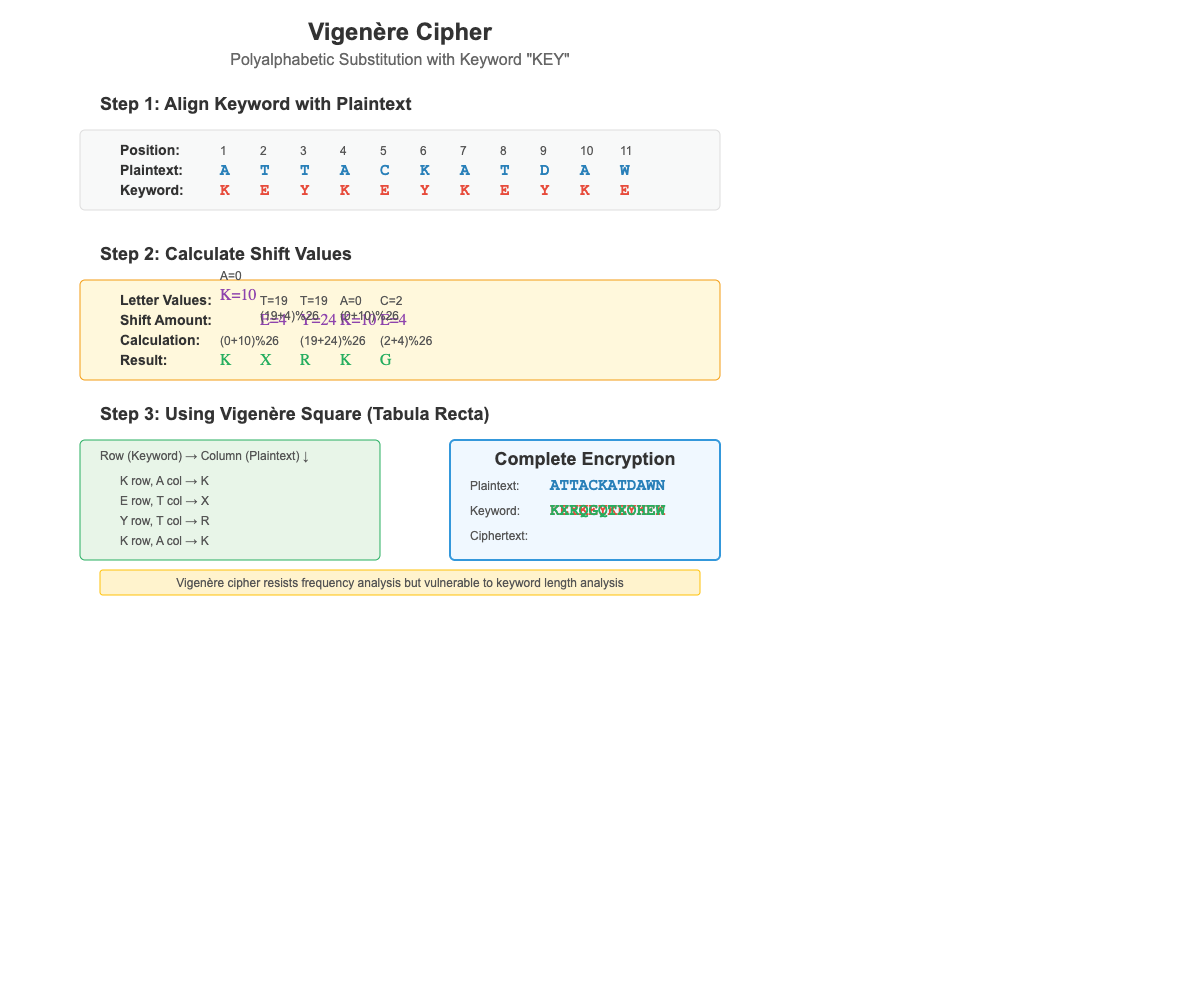 Vigenère Cipher
Polyalphabetic Substitution with Keyword "KEY"
Step 1: Align Keyword with Plaintext
Position: 1 2 3 4 5 6 7 8 9 10 11
Plaintext: A T T A C K A T D A W
Keyword: K E Y K E Y K E Y K E
Step 2: Calculate Shift Values
A=0
Letter Values: K=10 T=19 T=19 A=0 C=2
(19+4)%26 (0+10)%26
Shift Amount: E=4 Y=24 K=10 E=4
Calculation: (0+10)%26 (19+24)%26 (2+4)%26
Result: K X R K G
Step 3: Using Vigenère Square (Tabula Recta)
Row (Keyword) → Column (Plaintext) ↓
K row, A col → K
E row, T col → X
Y row, T col → R
K row, A col → K
Complete Encryption
Plaintext: ATTACKATDAWN
Keyword:
Ciphertext:
Vigenère cipher resists frequency analysis but vulnerable to keyword length analysis